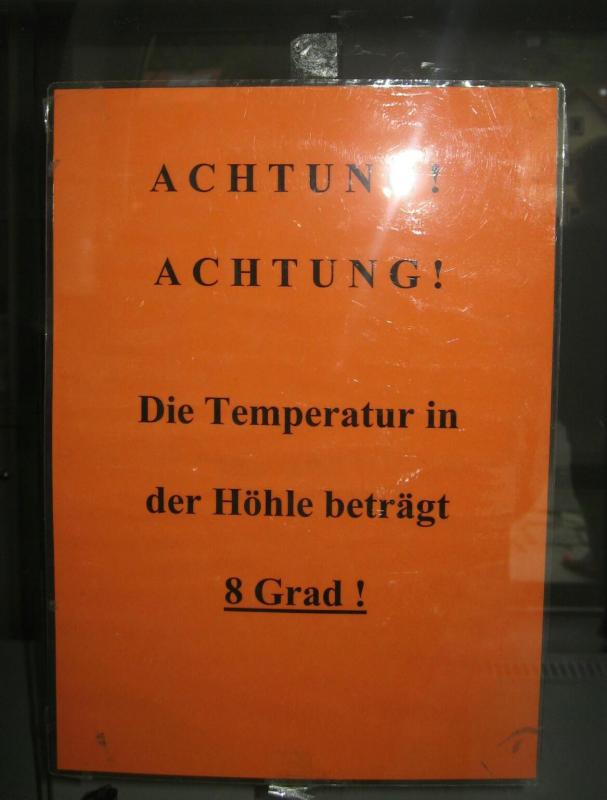 ACHTUNG!
ACHTUNG!
Die Temperatur in
der Höhle beträgt
8 Grad !